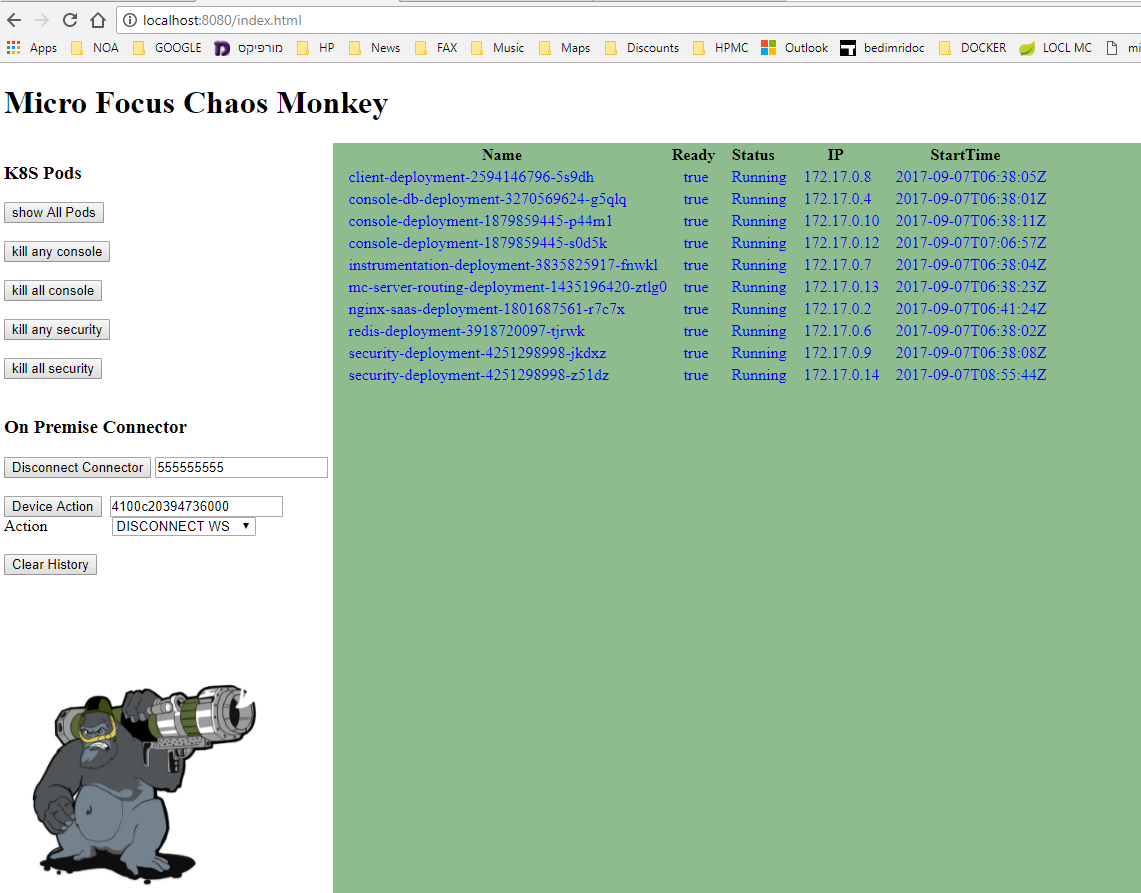 localhost:8080/index.html
Apps NOA GOOGLE מורפיקס HP News FAX Music Maps Discounts HPMC Outlook bedimridoc DOCKER LOCL MC mi
Micro Focus Chaos Monkey
K8S Pods
show All Pods
kill any console
kill all console
kill any security
kill all security
On Premise Connector
Disconnect Connector 555555555
Device Action 4100c20394736000
Action DISCONNECT WS
Clear History
Name Ready Status IP StartTime
client-deployment-2594146796-5s9dh true Running 172.17.0.8 2017-09-07T06:38:05Z
console-db-deployment-3270569624-g5qlq true Running 172.17.0.4 2017-09-07T06:38:01Z
console-deployment-1879859445-p44m1 true Running 172.17.0.10 2017-09-07T06:38:11Z
console-deployment-1879859445-s0d5k true Running 172.17.0.12 2017-09-07T07:06:57Z
instrumentation-deployment-3835825917-fnwkl true Running 172.17.0.7 2017-09-07T06:38:04Z
mc-server-routing-deployment-1435196420-ztlg0 true Running 172.17.0.13 2017-09-07T06:38:23Z
nginx-saas-deployment-1801687561-r7c7x true Running 172.17.0.2 2017-09-07T06:41:24Z
redis-deployment-3918720097-tjrwk true Running 172.17.0.6 2017-09-07T06:38:02Z
security-deployment-4251298998-jkdxz true Running 172.17.0.9 2017-09-07T06:38:08Z
security-deployment-4251298998-z51dz true Running 172.17.0.14 2017-09-07T08:55:44Z